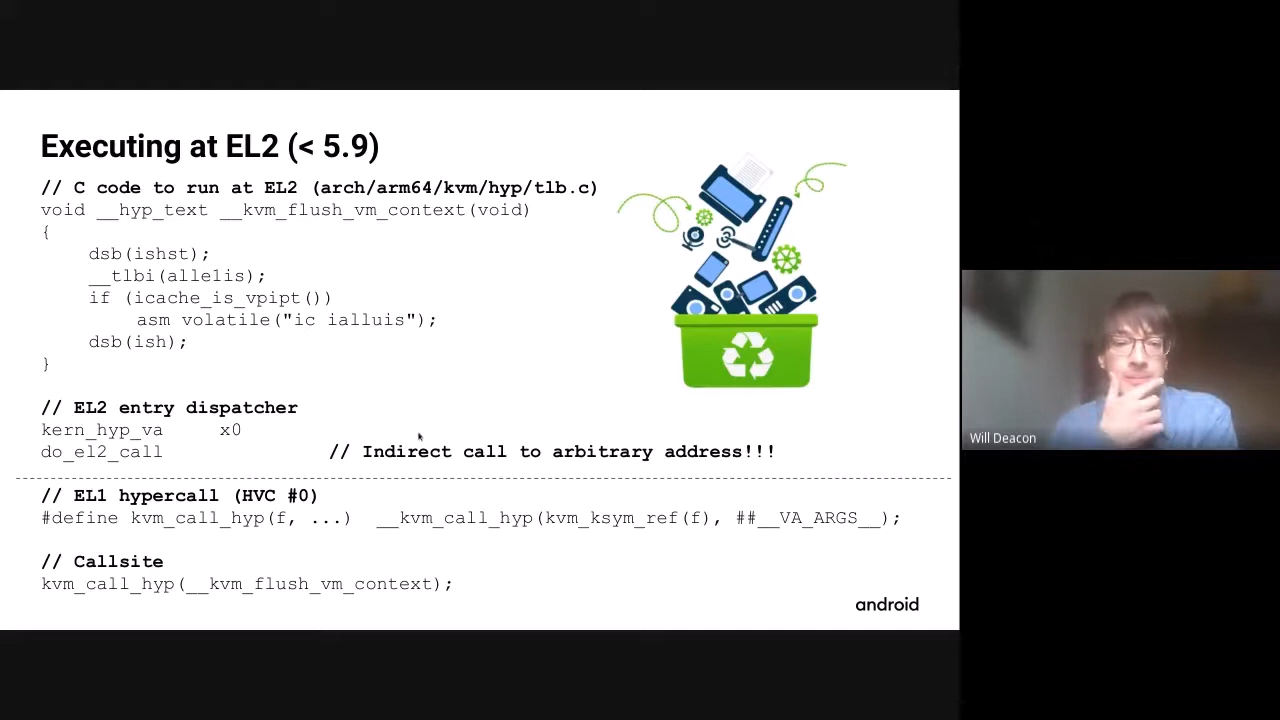 Executing at EL2 (< 5.9)
// C code to run at EL2 (arch/arm64/kvm/hyp/tlb.c)
void __hyp_text __kvm_flush_vm_context(void)
{
    dsb(ishst);
    __tlbi(alle1is);
    if (icache_is_vpipt())
        asm volatile("ic ialluis");
    dsb(ish);
}
// EL2 entry dispatcher
kern_hyp_va     x0
do_el2_call     // Indirect call to arbitrary address!!!
// EL1 hypercall (HVC #0)
#define kvm_call_hyp(f, ...)  __kvm_call_hyp(kvm_ksym_ref(f), ##__VA_ARGS__);
// Callsite
kvm_call_hyp(__kvm_flush_vm_context);
android
Will Deacon